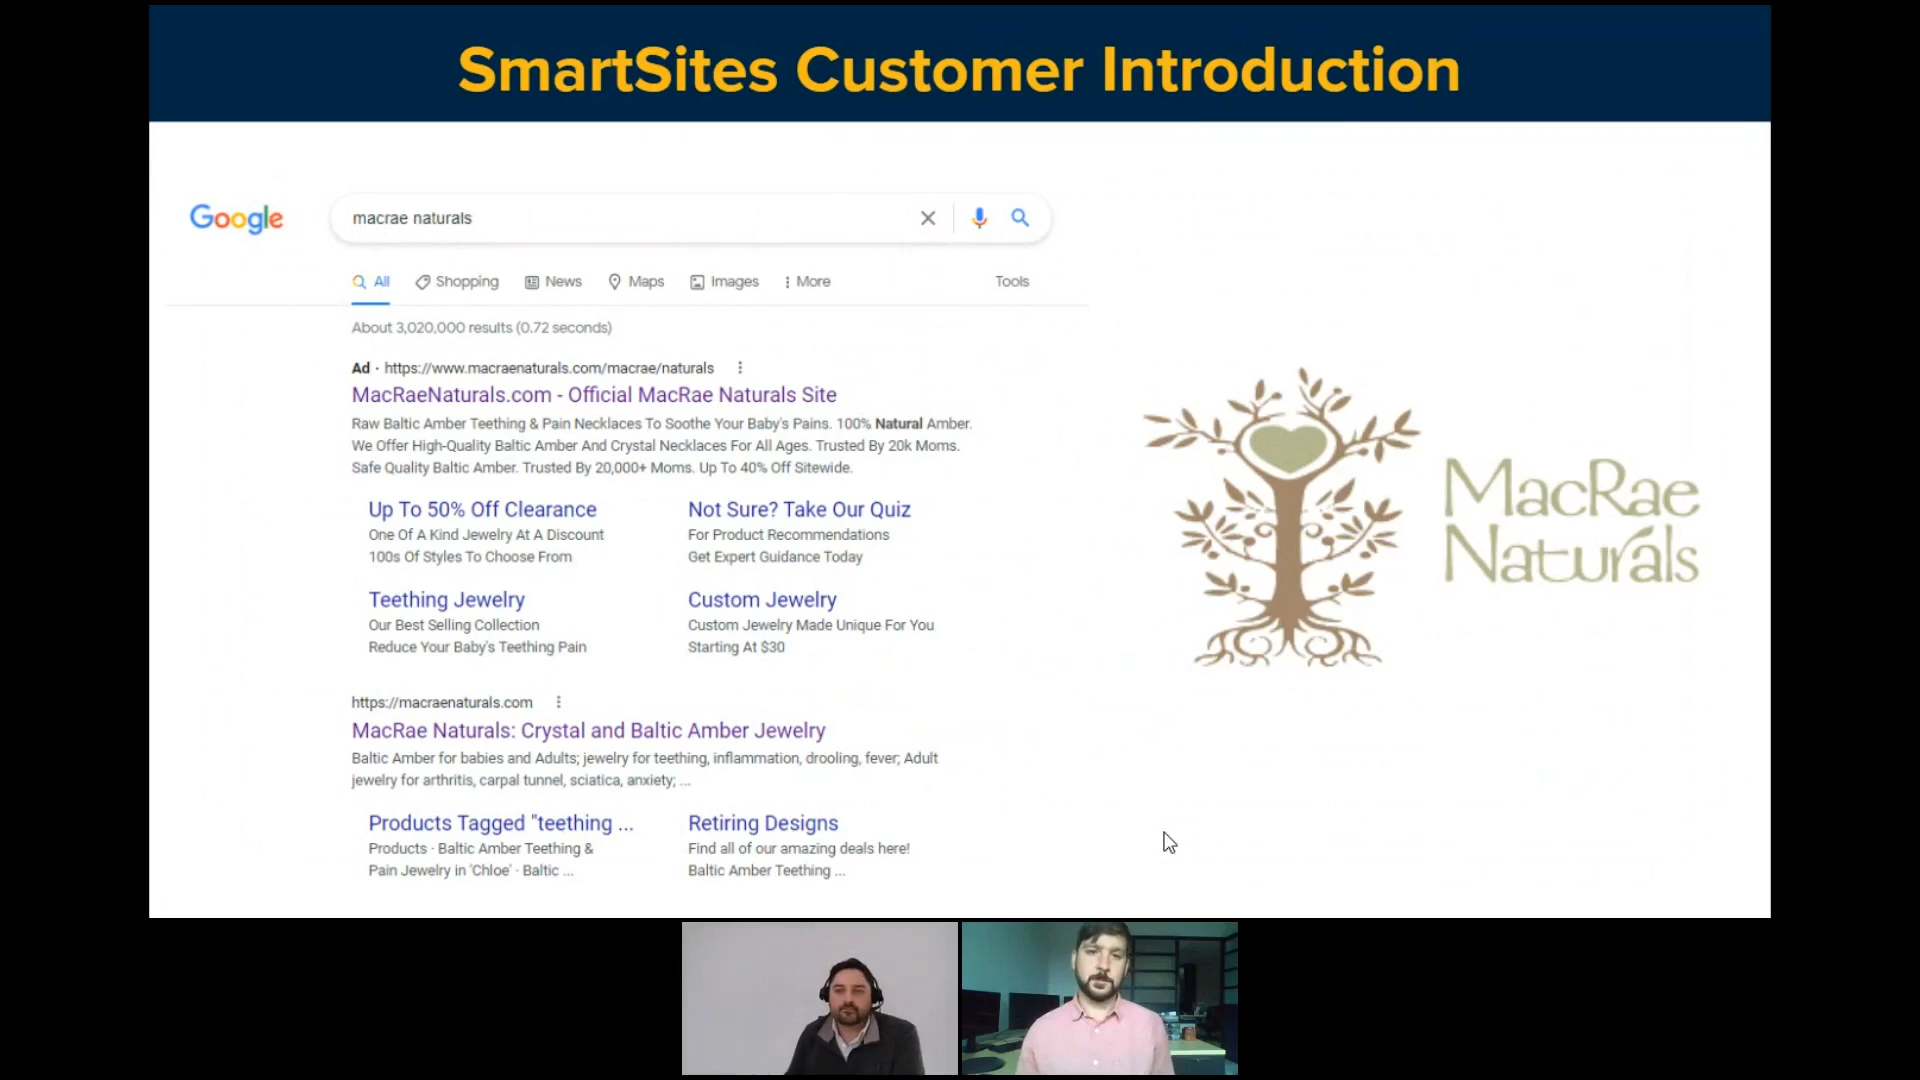 SmartSites Customer Introduction
Google
macrae naturals
All
Shopping
News
Maps
Images
More
Tools
About 3,020,000 results (0.72 seconds)
Ad · https://www.macraenaturals.com/macrae/naturals
MacRaeNaturals.com - Official MacRae Naturals Site
Raw Baltic Amber Teething & Pain Necklaces To Soothe Your Baby's Pains. 100% Natural Amber.
We Offer High-Quality Baltic Amber And Crystal Necklaces For All Ages. Trusted By 20k Moms.
Safe Quality Baltic Amber. Trusted By 20,000+ Moms. Up To 40% Off Sitewide.
Up To 50% Off Clearance
One Of A Kind Jewelry At A Discount
100s Of Styles To Choose From
Not Sure? Take Our Quiz
For Product Recommendations
Get Expert Guidance Today
Teething Jewelry
Our Best Selling Collection
Reduce Your Baby's Teething Pain
Custom Jewelry
Custom Jewelry Made Unique For You
Starting At $30
https://macraenaturals.com
MacRae Naturals: Crystal and Baltic Amber Jewelry
Baltic Amber for babies and Adults; jewelry for teething, inflammation, drooling, fever; Adult
jewelry for arthritis, carpal tunnel, sciatica, anxiety; ...
Products Tagged "teething ...
Products · Baltic Amber Teething &
Pain Jewelry in 'Chloe' · Baltic ...
Retiring Designs
Find all of our amazing deals here!
Baltic Amber Teething ...
MacRae
Naturals